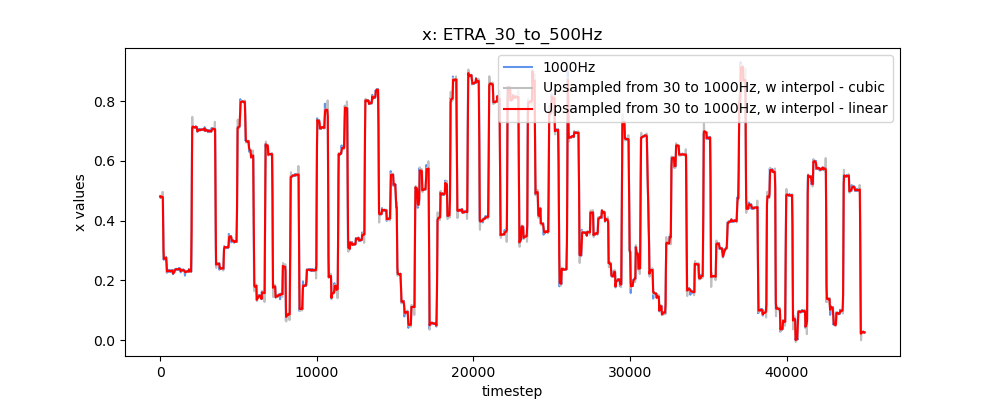 x: ETRA_30_to_500Hz
1000Hz
Upsampled from 30 to 1000Hz, w interpol - cubic
Upsampled from 30 to 1000Hz, w interpol - linear
x values
0.8
0.6
0.4
0.2
0.0
0 10000 20000 30000 40000
timestep